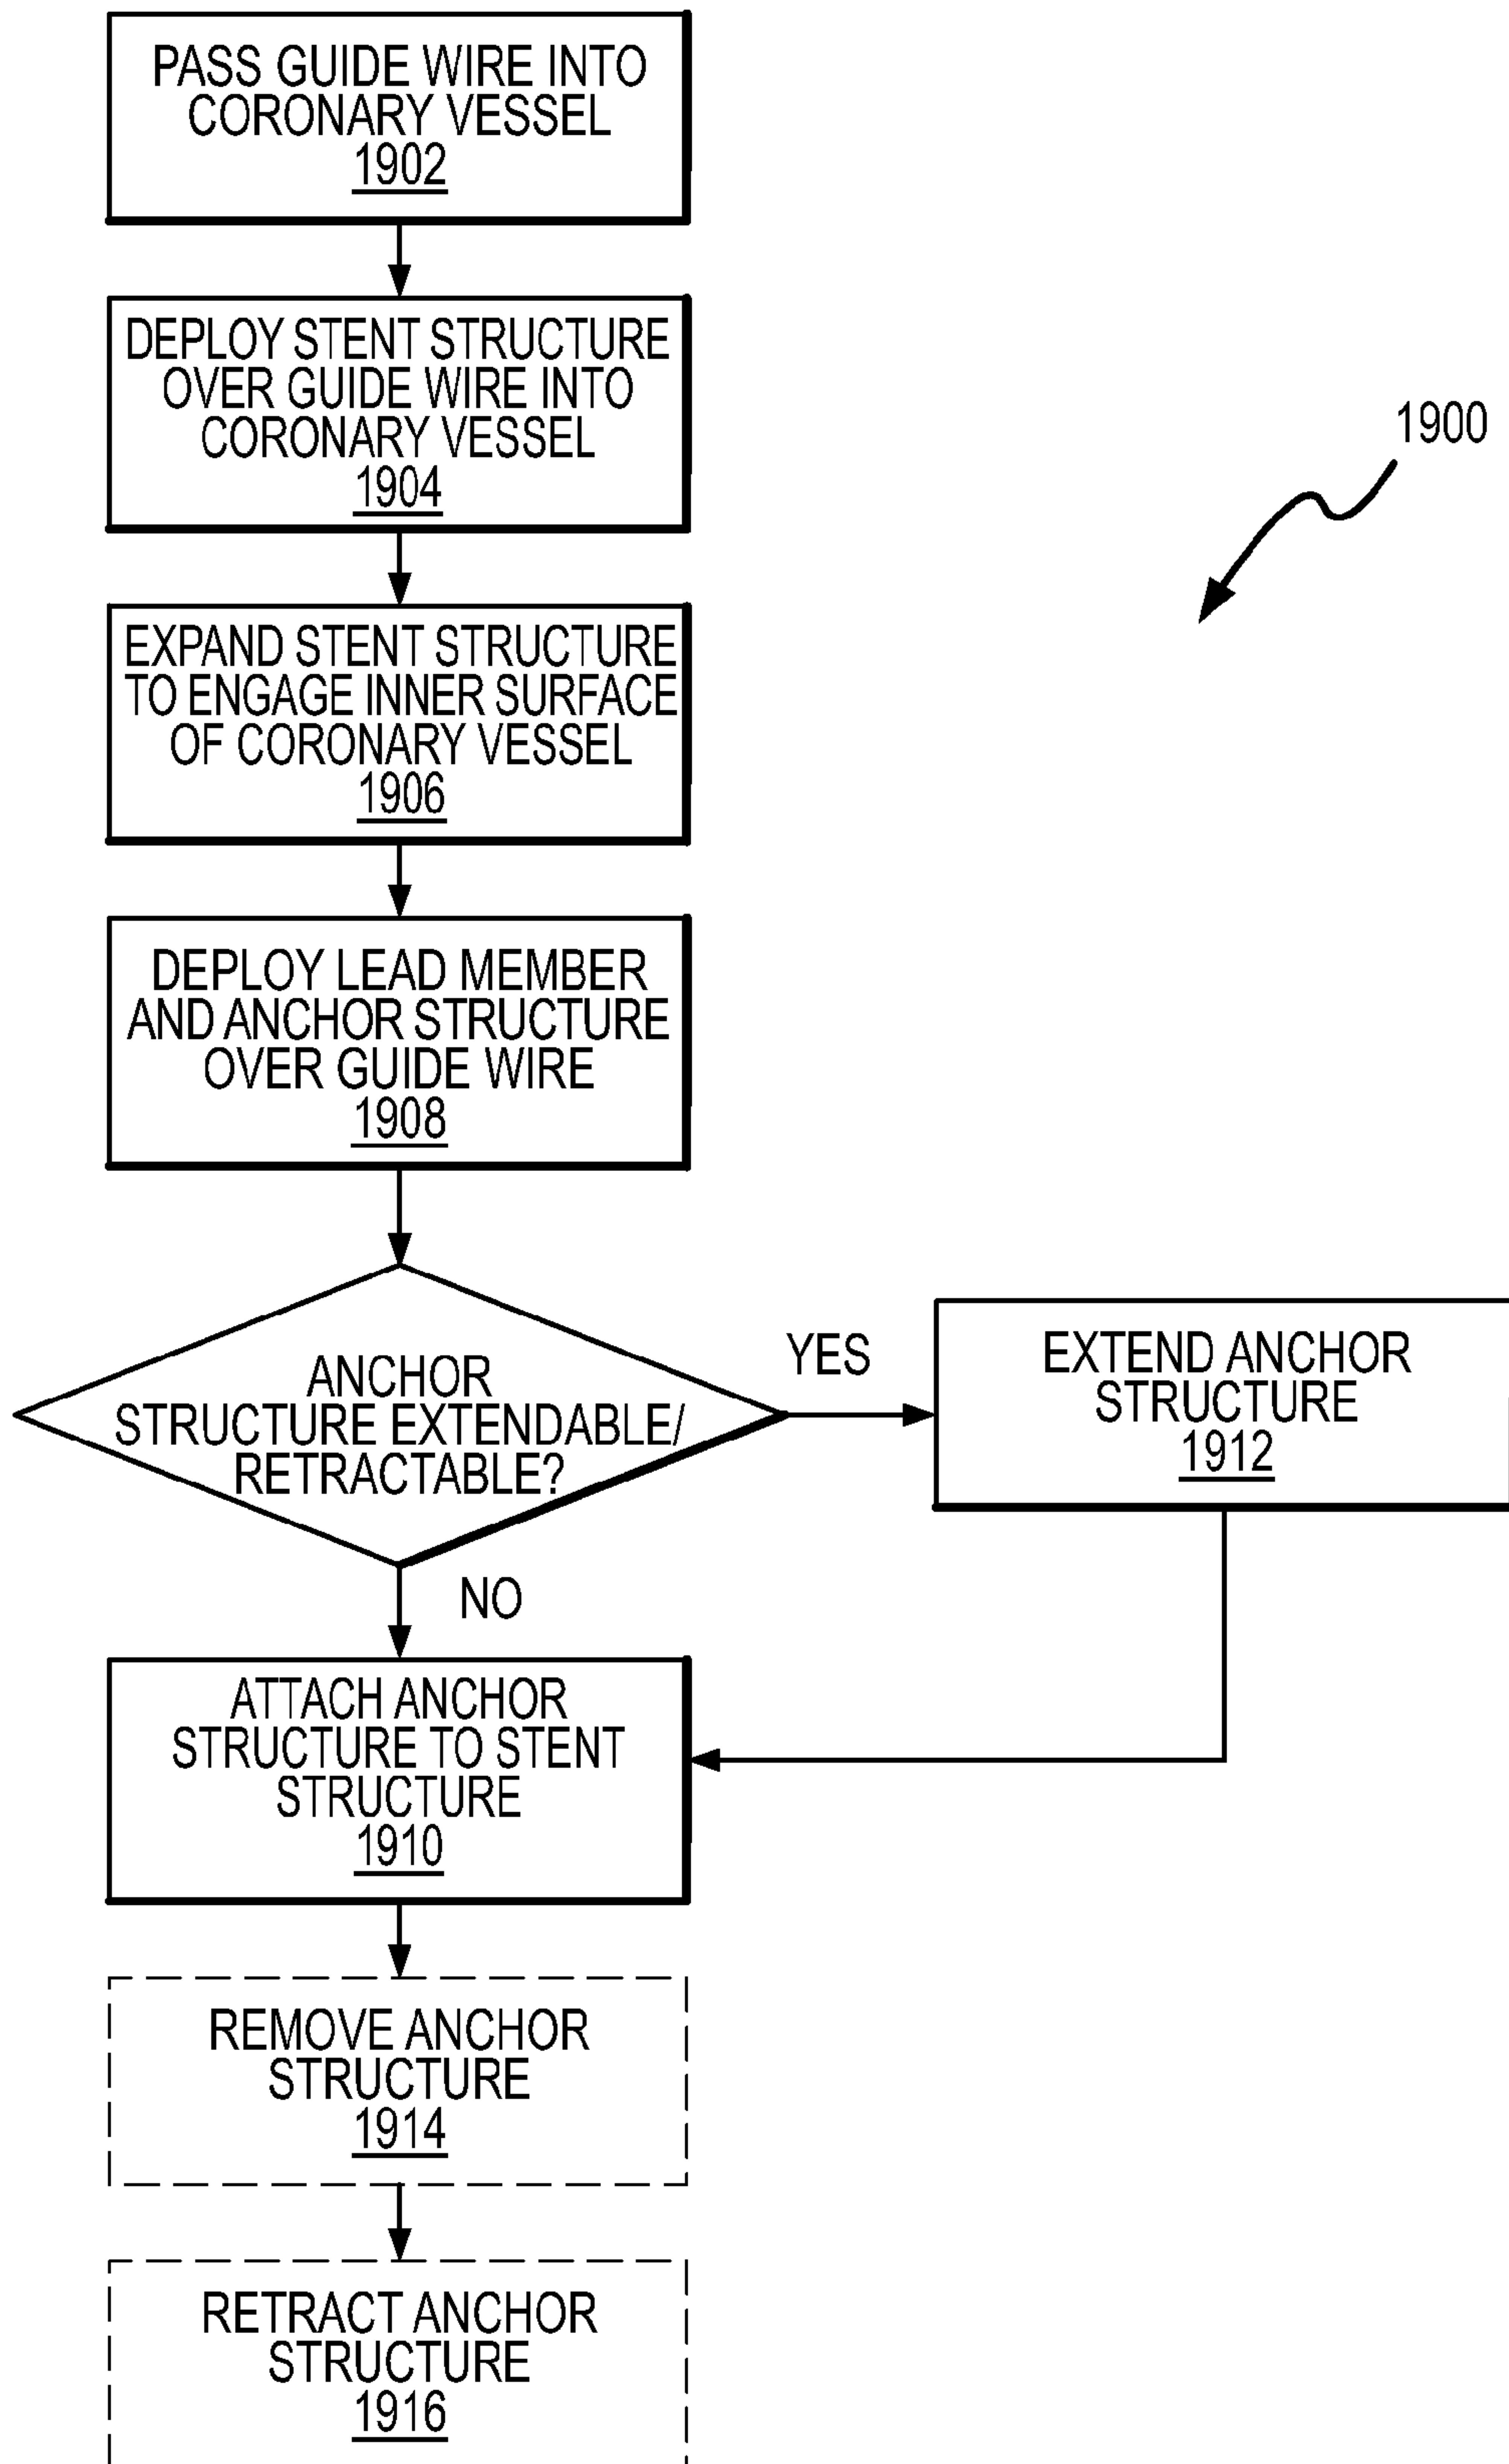 PASS GUIDE WIRE INTO
CORONARY VESSEL
1902
DEPLOY STENT STRUCTURE
OVER GUIDE WIRE INTO
CORONARY VESSEL
1904
1900
EXPAND STENT STRUCTURE
TO ENGAGE INNER SURFACE
OF CORONARY VESSEL
1906
DEPLOY LEAD MEMBER
AND ANCHOR STRUCTURE
OVER GUIDE WIRE
1908
ANCHOR
STRUCTURE EXTENDABLE/
RETRACTABLE?
YES
EXTEND ANCHOR
STRUCTURE
1912
NO
ATTACH ANCHOR
STRUCTURE TO STENT
STRUCTURE
1910
REMOVE ANCHOR
STRUCTURE
1914
RETRACT ANCHOR
STRUCTURE
1916